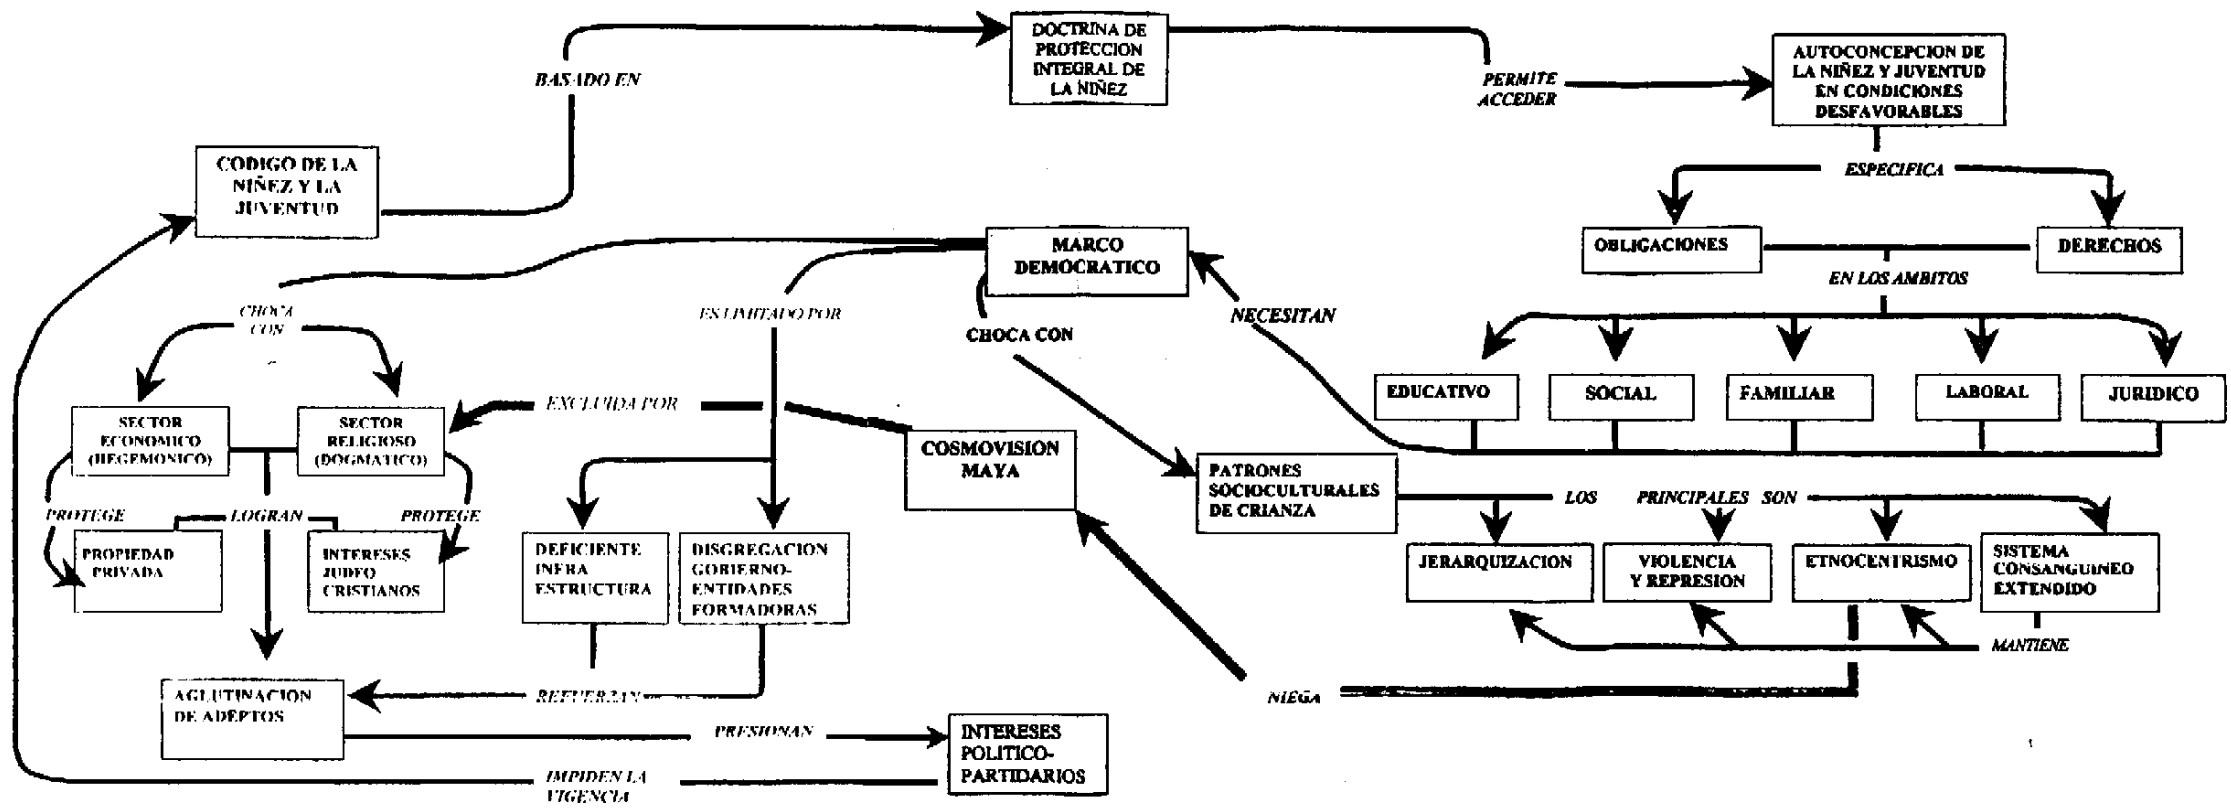 DOCTRINA DE
PROTECCION
INTEGRAL DE
LA NIÑEZ
BASADO EN
PERMITE
ACCEDER
AUTOCONCEPCION DE
LA NIÑEZ Y JUVENTUD
EN CONDICIONES
DESFAVORABLES
CODIGO DE LA
NIÑEZ Y LA
JUVENTUD
ESPECIFICA
MARCO
DEMOCRATICO
OBLIGACIONES
DERECHOS
EN LOS AMBITOS
CHOCA
CON
ES LIMITADO POR
CHOCA CON
NECESITAN
EDUCATIVO
SOCIAL
FAMILIAR
LABORAL
JURIDICO
SECTOR
ECONOMICO
(HEGEMONICO)
SECTOR
RELIGIOSO
(DOGMATICO)
EXCLUIDA POR
COSMOVISION
MAYA
PATRONES
SOCIOCULTURALES
DE CRIANZA
LOS PRINCIPALES SON
PROTEGE
LOGRAN
PROTEGE
PROPIEDAD
PRIVADA
INTERESES
JUDEO
CRISTIANOS
DEFICIENTE
INFRA
ESTRUCTURA
DISGREGACION
GOBIERNO-
ENTIDADES
FORMADORAS
JERARQUIZACION
VIOLENCIA
Y REPRESION
ETNOCENTRISMO
SISTEMA
CONSANGUINEO
EXTENDIDO
MANTIENE
AGLUTINACION
DE ADEPTOS
REFUERZAN
NIEGA
PRESIONAN
INTERESES
POLITICO-
PARTIDARIOS
IMPIDEN LA
VIGENCIA